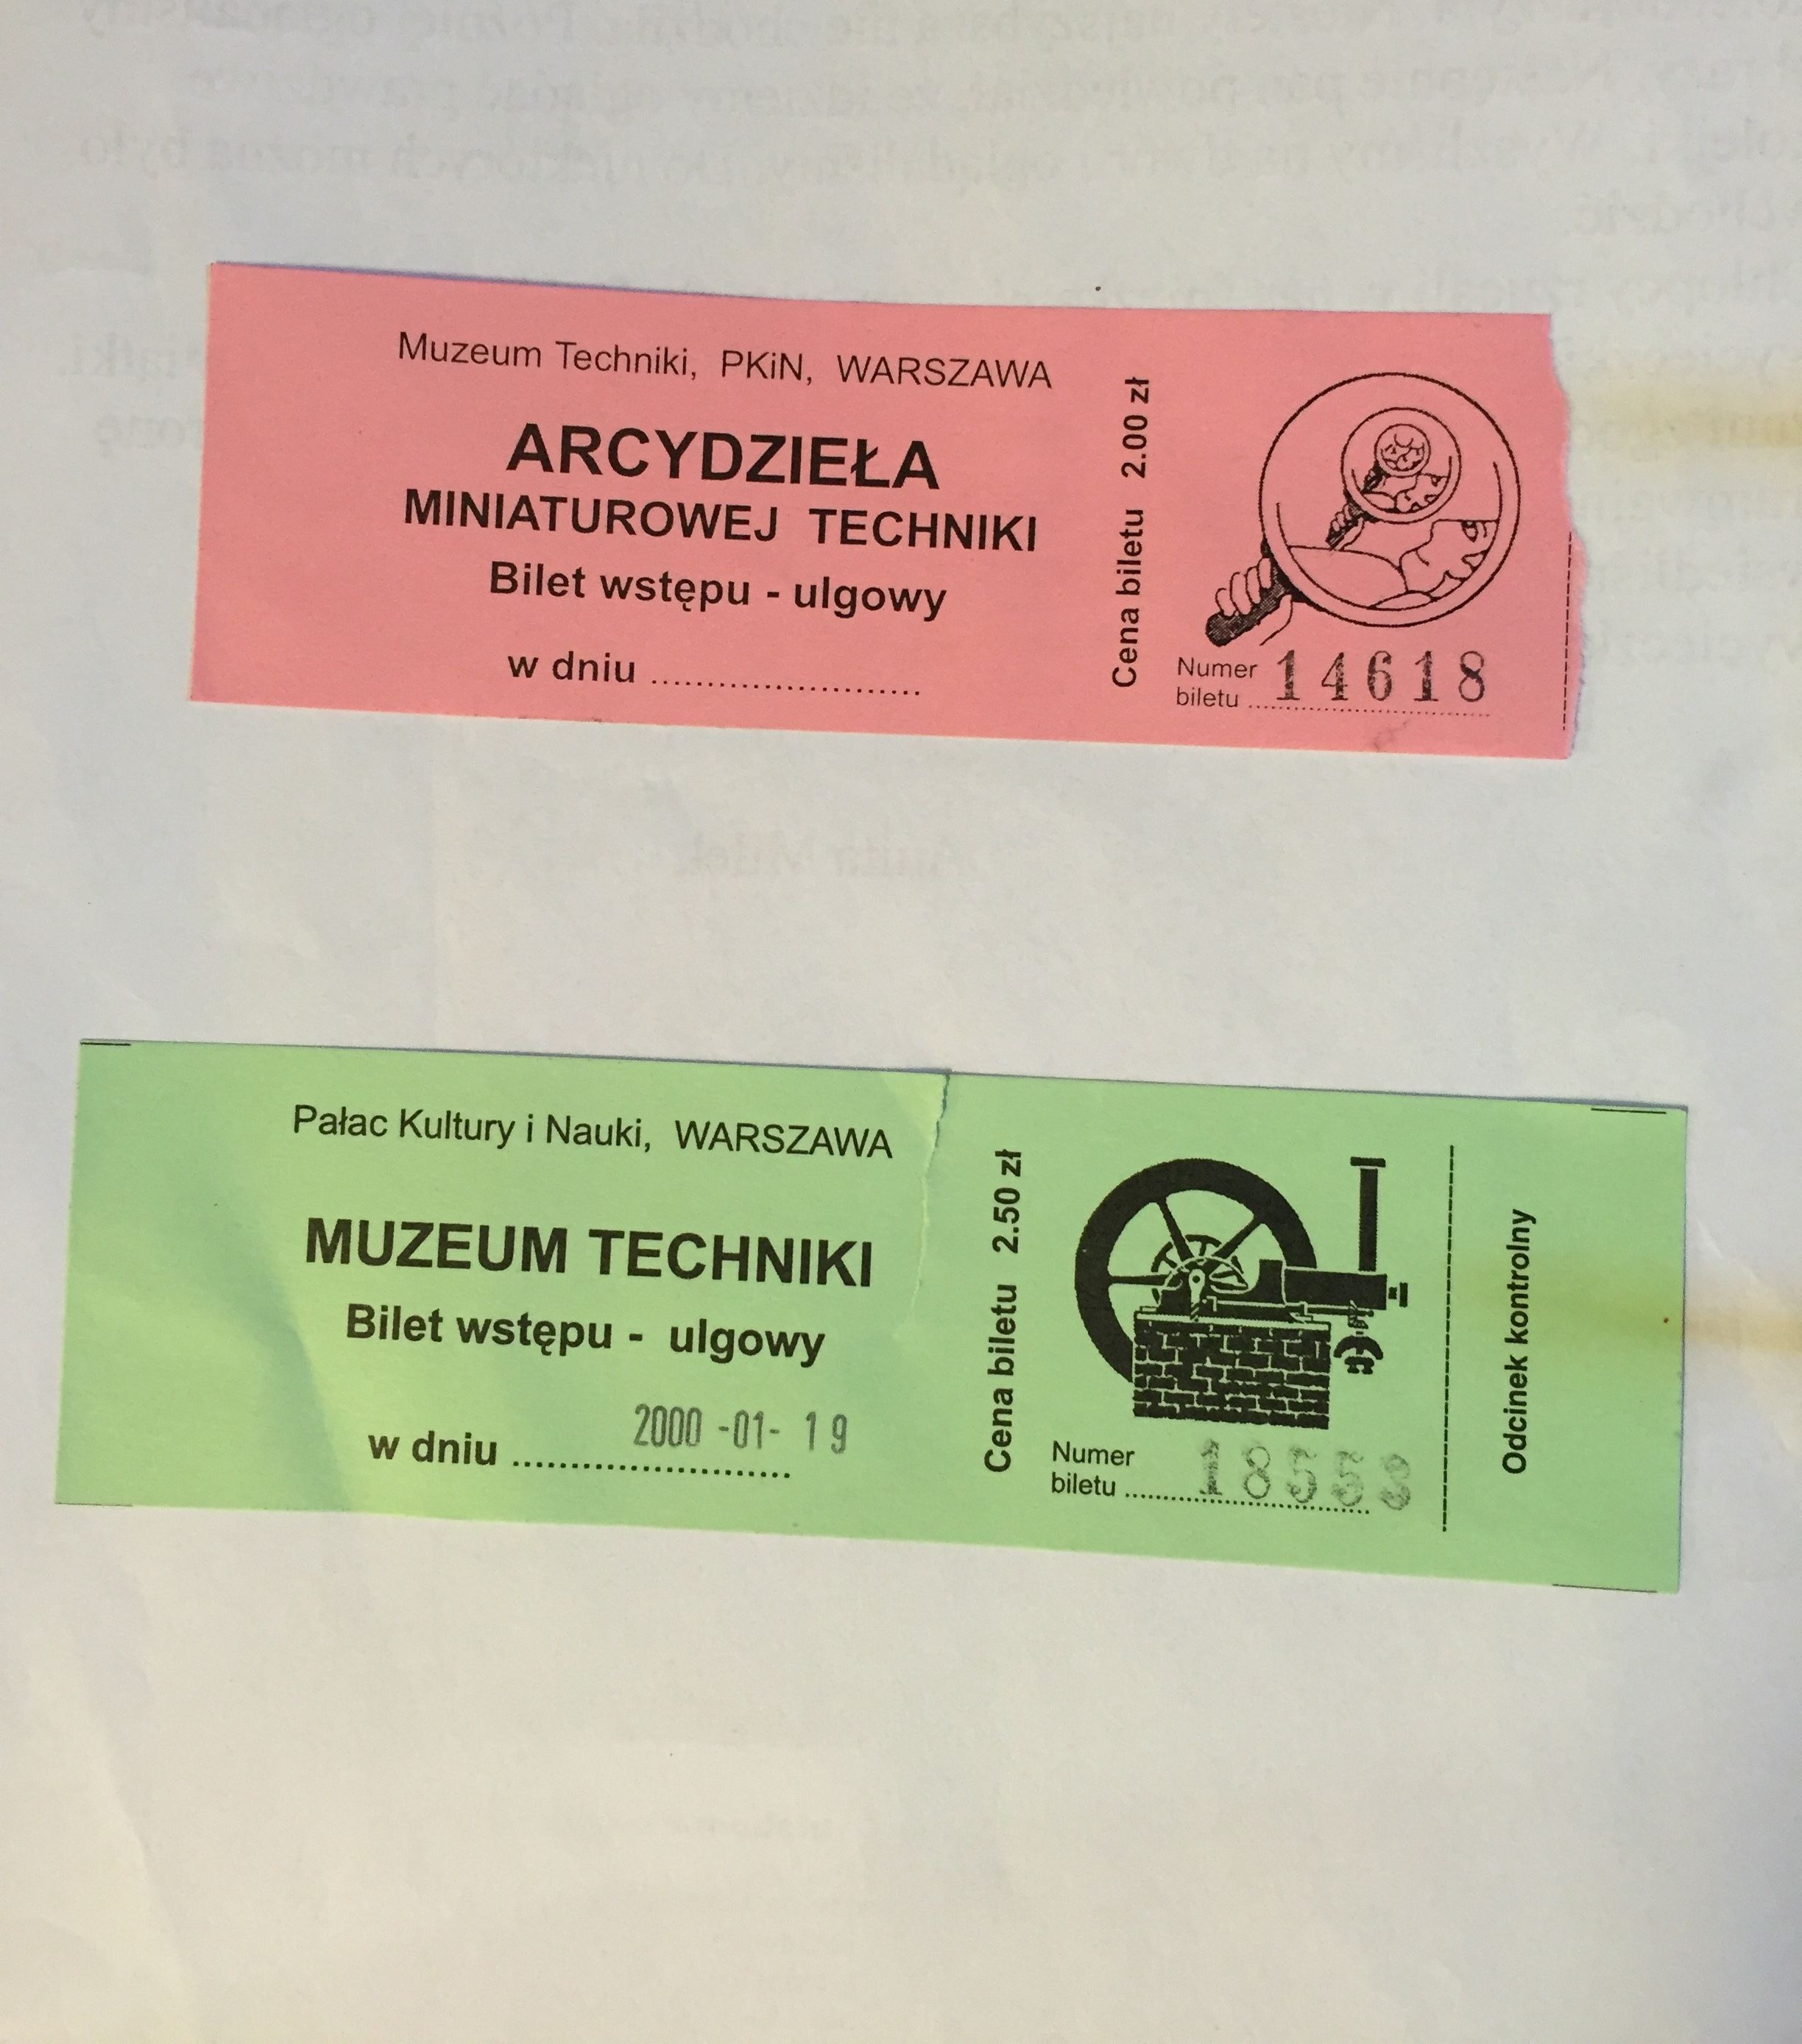 Muzeum Techniki, PKiN, WARSZAWA
ARCYDZIEŁA
MINIATUROWEJ TECHNIKI
Bilet wstępu - ulgowy
w dniu ........................
Cena biletu 2.00 zł
Numer
biletu 14618
Pałac Kultury i Nauki, WARSZAWA
MUZEUM TECHNIKI
Bilet wstępu - ulgowy
w dniu 2000 -01- 19
Cena biletu 2.50 zł
Numer
biletu 18553
Odcinek kontrolny